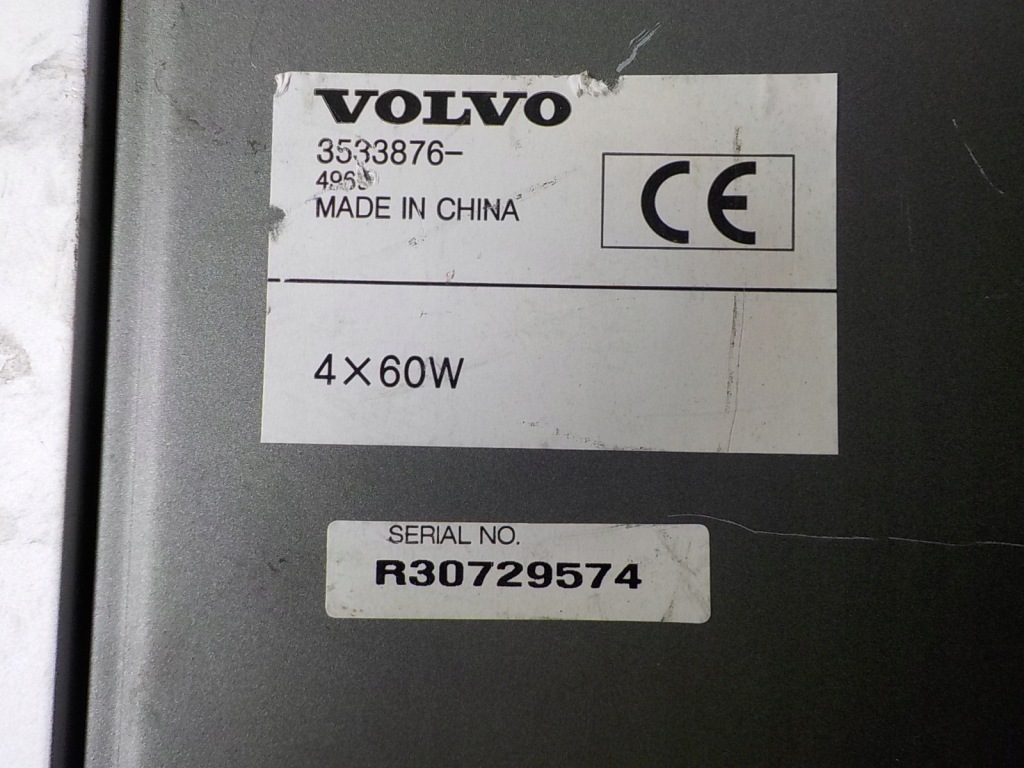 VOLVO
3533876-
MADE IN CHINA
CE
4×60W
SERIAL NO.
R30729574